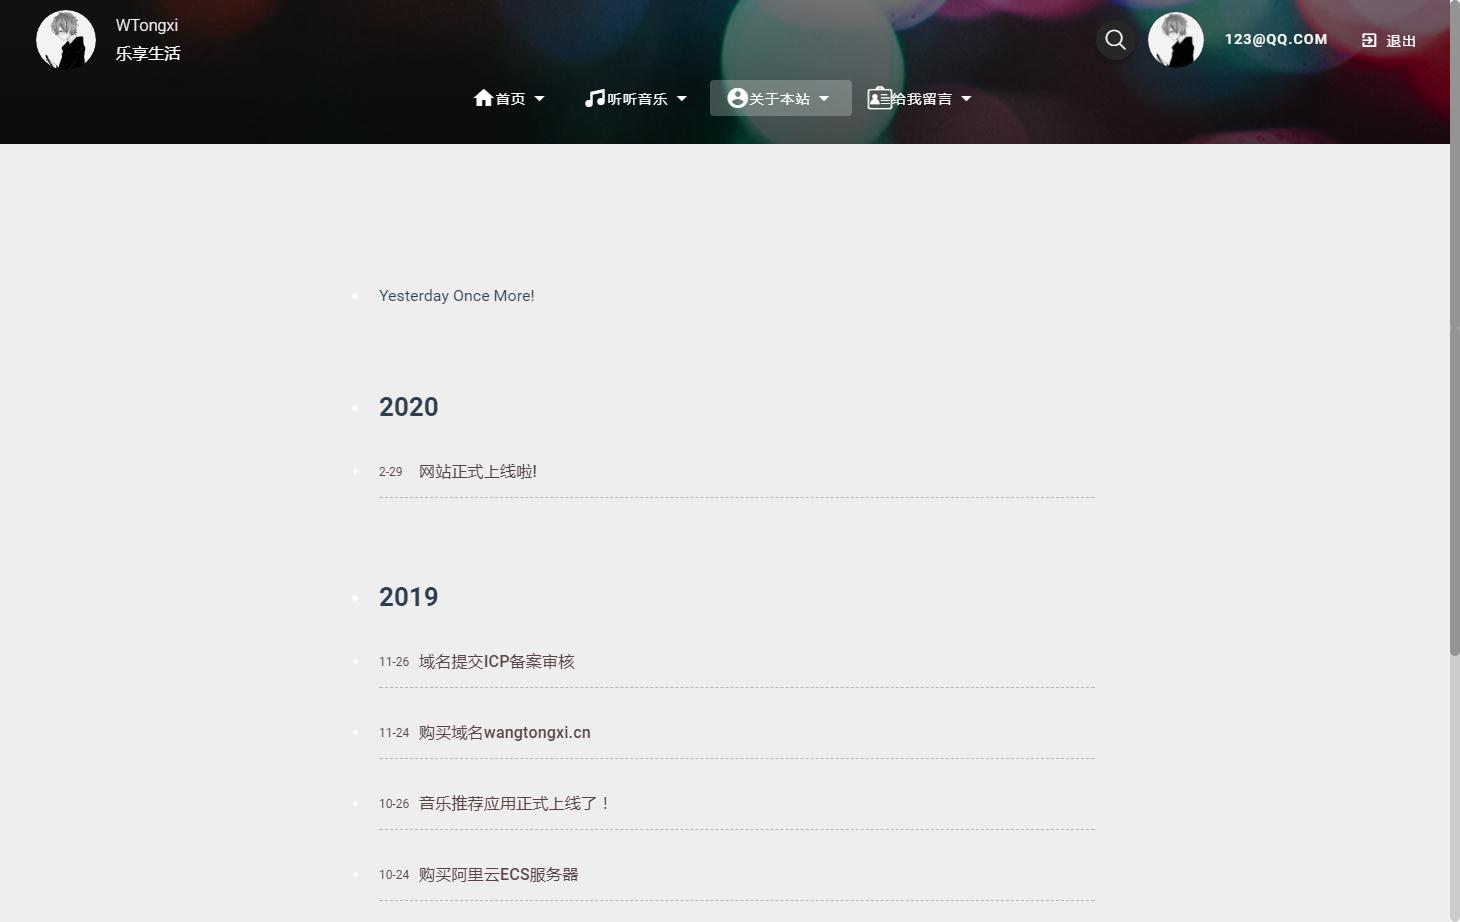 WTongxi
乐享生活
123@QQ.COM
退出
首页
听听音乐
关于本站
给我留言
Yesterday Once More!
2020
2-29 网站正式上线啦!
2019
11-26 域名提交ICP备案审核
11-24 购买域名wangtongxi.cn
10-26 音乐推荐应用正式上线了！
10-24 购买阿里云ECS服务器